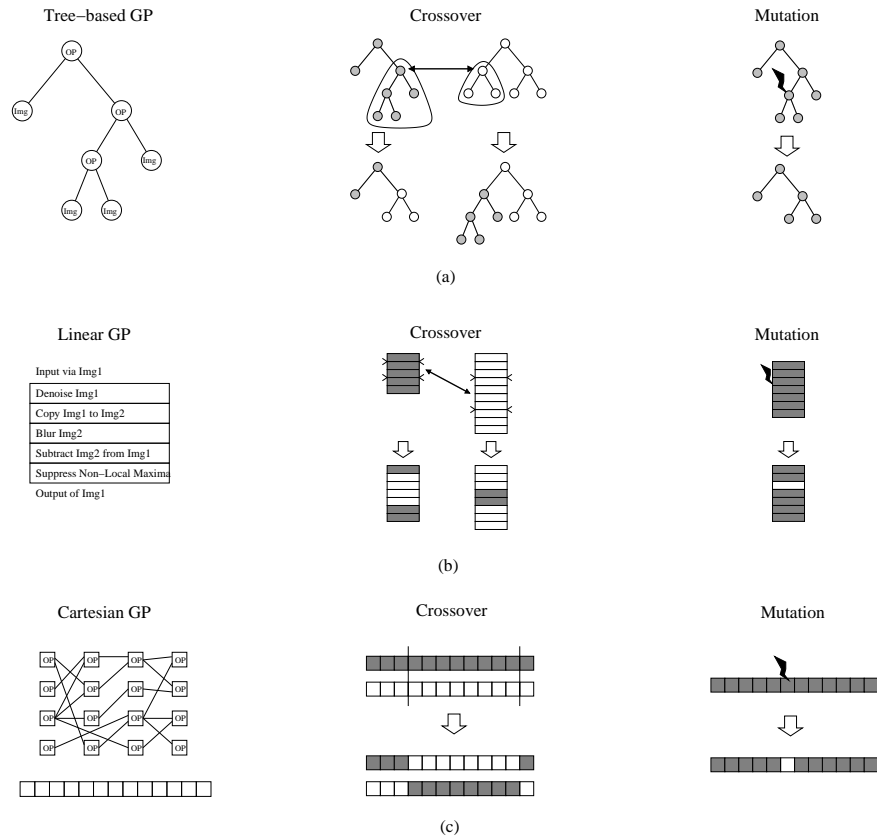 Tree−based GP
Crossover
Mutation
OP
Img
OP
OP
Img
Img
Img
(a)
Linear GP
Crossover
Mutation
Input via Img1
Denoise Img1
Copy Img1 to Img2
Blur Img2
Subtract Img2 from Img1
Suppress Non−Local Maxima
Output of Img1
(b)
Cartesian GP
Crossover
Mutation
OP OP OP OP
OP OP OP OP
OP OP OP OP
OP OP OP OP
(c)